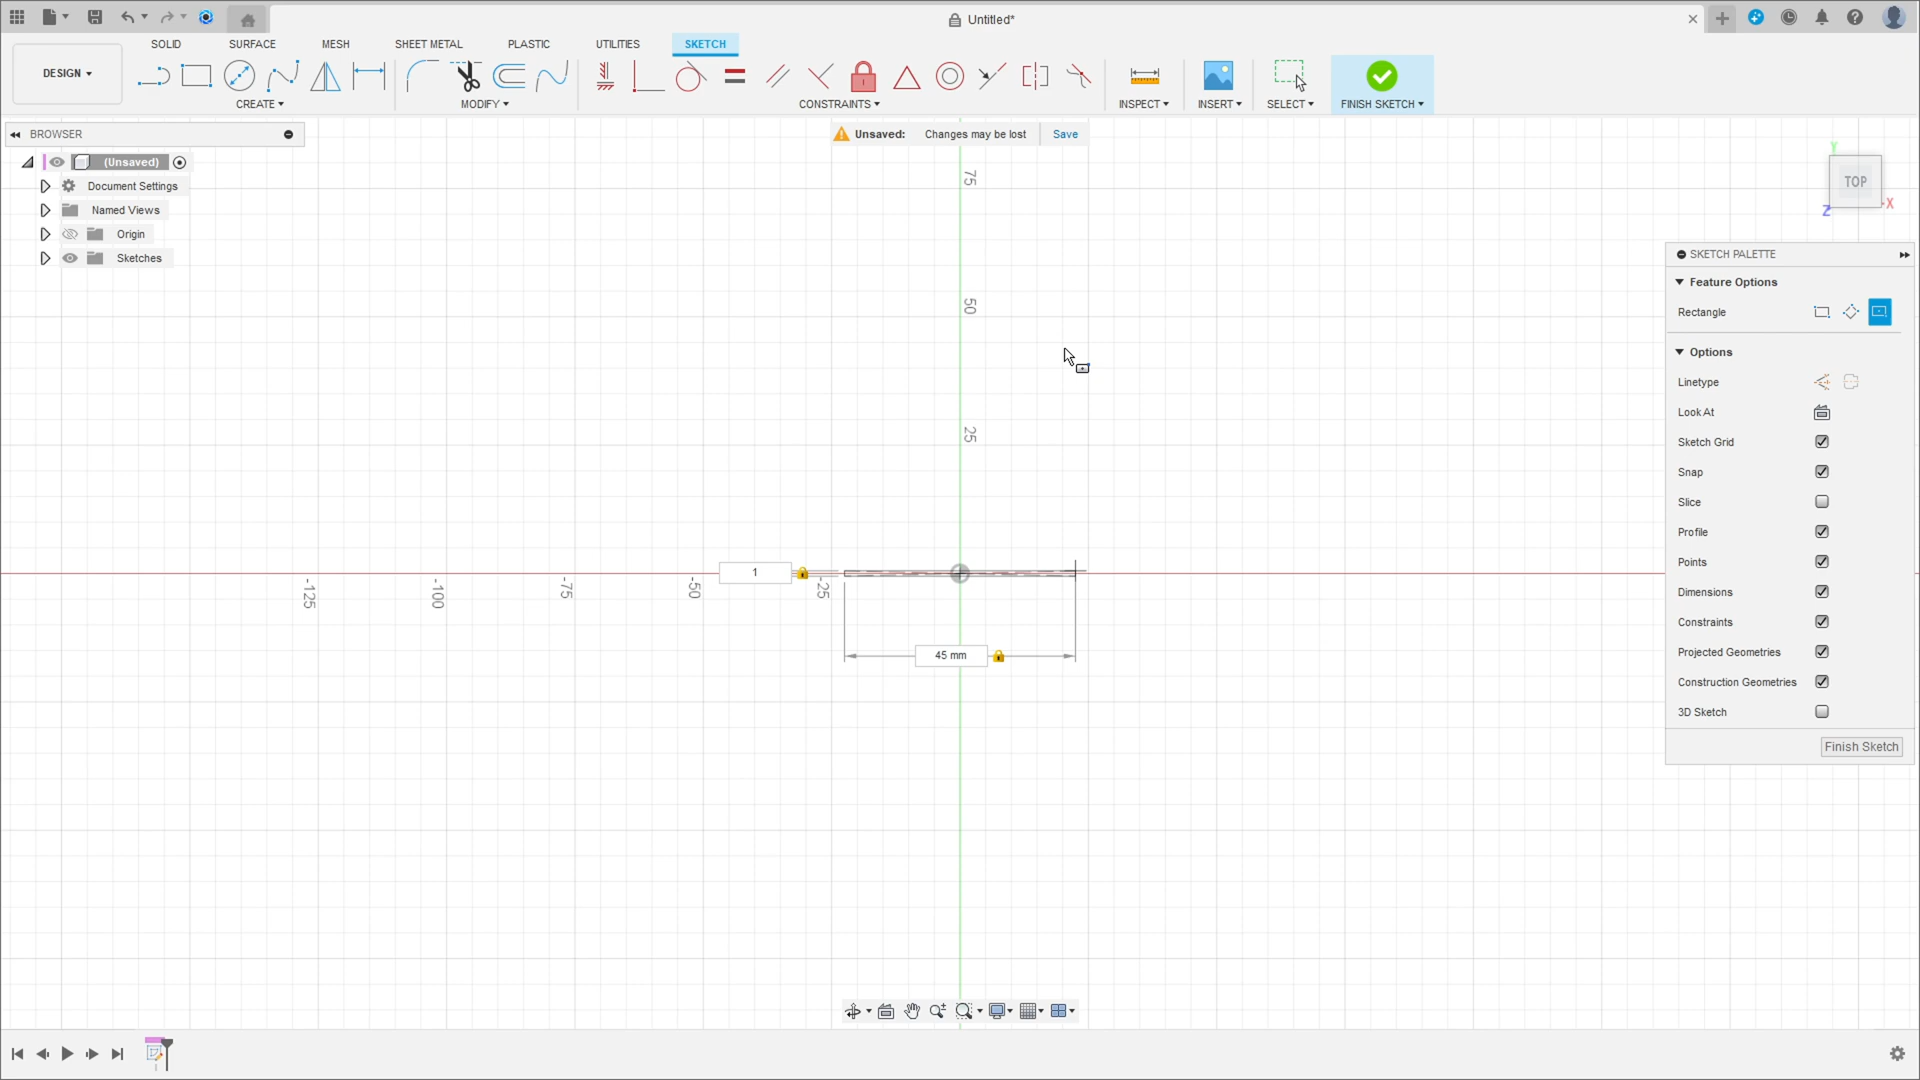 Untitled*
SOLID SURFACE MESH SHEET METAL PLASTIC UTILITIES SKETCH
DESIGN
CREATE MODIFY CONSTRAINTS INSPECT INSERT SELECT FINISH SKETCH
BROWSER
Unsaved: Changes may be lost Save
(Unsaved)
Document Settings
Named Views
Origin
Sketches
75
50
25
-125
-100
-75
-50
-25
1
45 mm
Y
TOP
X
Z
SKETCH PALETTE
Feature Options
Rectangle
Options
Linetype
Look At
Sketch Grid
Snap
Slice
Profile
Points
Dimensions
Constraints
Projected Geometries
Construction Geometries
3D Sketch
Finish Sketch